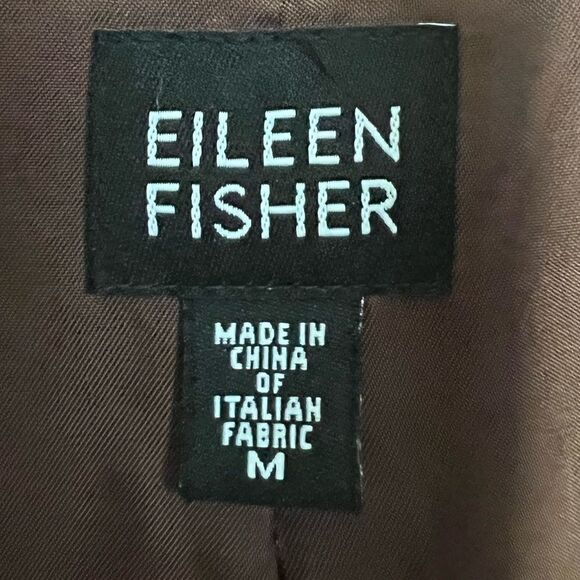 EILEEN
FISHER
MADE IN
CHINA
OF
ITALIAN
FABRIC
M